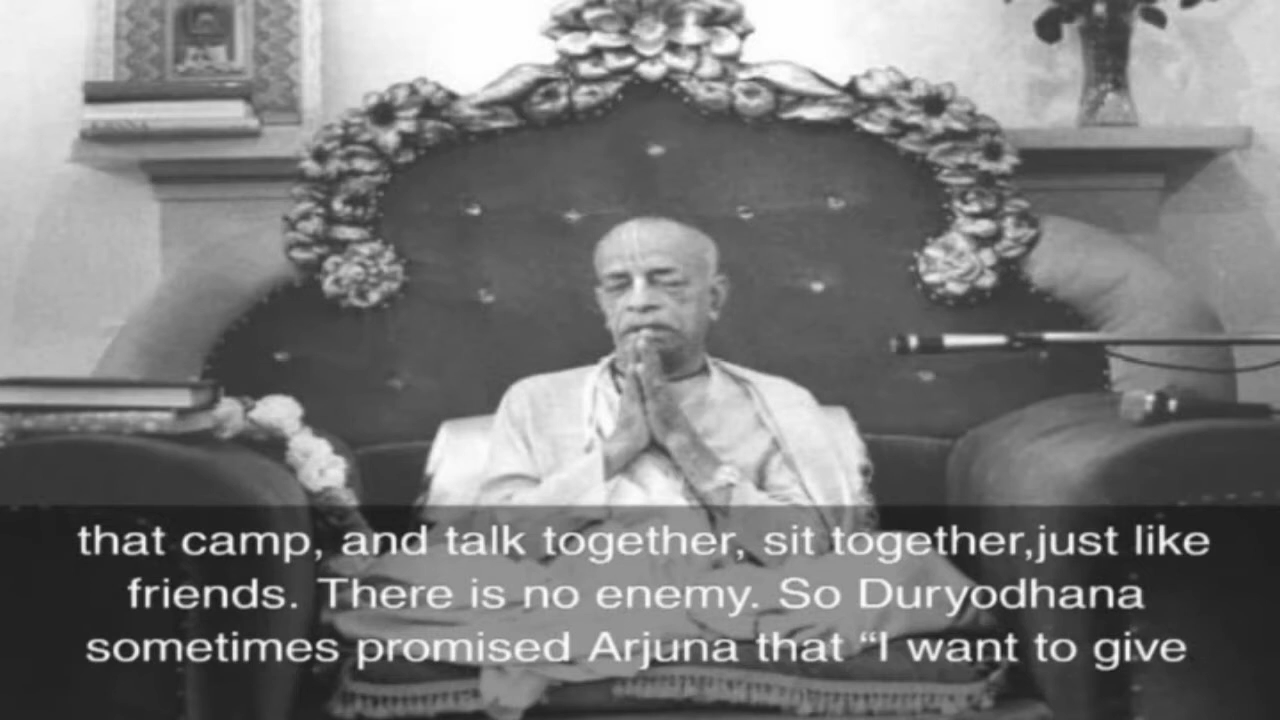 that camp, and talk together, sit together,just like
friends. There is no enemy. So Duryodhana
sometimes promised Arjuna that “I want to give